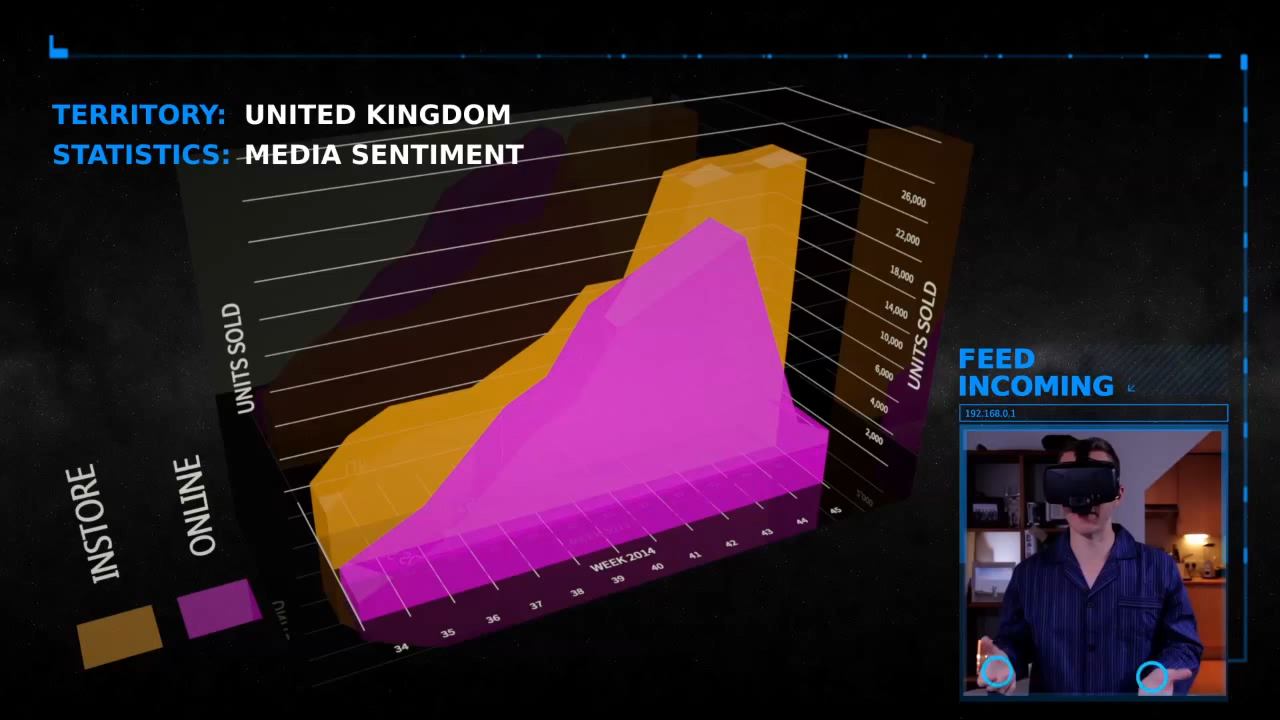 TERRITORY: UNITED KINGDOM
STATISTICS: MEDIA SENTIMENT
26,000
22,000
18,000
14,000
10,000
6,000
4,000
2,000
UNITS SOLD
UNITS SOLD
FEED
INCOMING
192.168.0.1
INSTORE
ONLINE
WEEK 2014
34
35
36
37
38
39
40
41
42
43
44
45